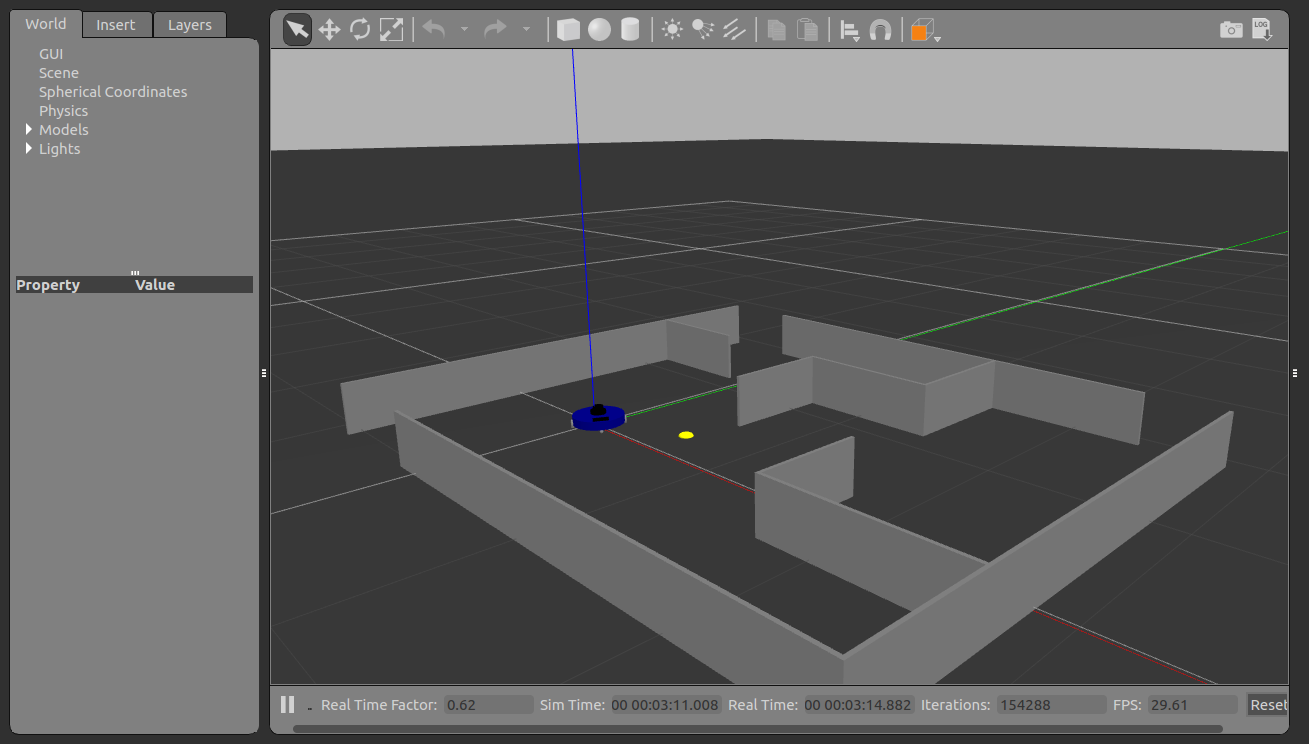 World Insert Layers
GUI
Scene
Spherical Coordinates
Physics
Models
Lights
Property Value
LOG
Real Time Factor: 0.62 Sim Time: 00 00:03:11.008 Real Time: 00 00:03:14.882 Iterations: 154288 FPS: 29.61 Reset